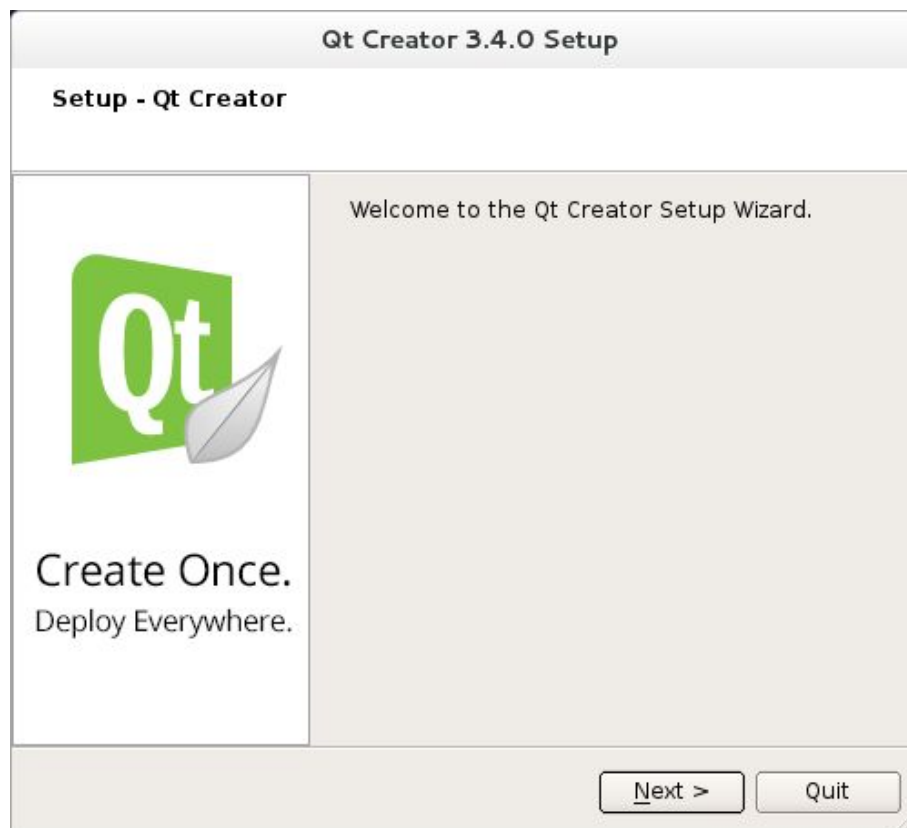 Qt Creator 3.4.0 Setup
Setup - Qt Creator
Welcome to the Qt Creator Setup Wizard.
Qt
Create Once.
Deploy Everywhere.
Next >
Quit